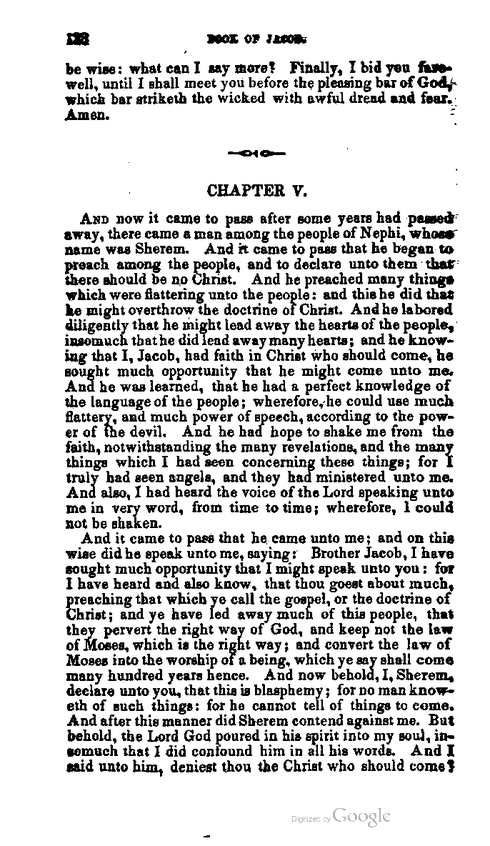 128 BOOK OF JACOB.
be wise: what can I say more? Finally, I bid you fare-
well, until I shall meet you before the pleasing bar of God,
which bar striketh the wicked with awful dread and fear.
Amen.
CHAPTER V.
AND now it came to pass after some years had passed
away, there came a man among the people of Nephi, whose
name was Sherem. And it came to pass that he began to
preach among the people, and to declare unto them that
there should be no Christ. And he preached many things
which were flattering unto the people: and this he did that
he might overthrow the doctrine of Christ. And he labored
diligently that he might lead away the hearts of the people,
insomuch that he did lead away many hearts; and he know-
ing that I, Jacob, had faith in Christ who should come, he
sought much opportunity that he might come unto me.
And he was learned, that he had a perfect knowledge of
the language of the people; wherefore, he could use much
flattery, and much power of speech, according to the pow-
er of the devil. And he had hope to shake me from the
faith, notwithstanding the many revelations, and the many
things which I had seen concerning these things; for I
truly had seen angels, and they had ministered unto me.
And also, I had heard the voice of the Lord speaking unto
me in very word, from time to time; wherefore, I could
not be shaken.
And it came to pass that he came unto me; and on this
wise did he speak unto me, saying: Brother Jacob, I have
sought much opportunity that I might speak unto you: for
I have heard and also know, that thou goest about much,
preaching that which ye call the gospel, or the doctrine of
Christ; and ye have led away much of this people, that
they pervert the right way of God, and keep not the law
of Moses, which is the right way; and convert the law of
Moses into the worship of a being, which ye say shall come
many hundred years hence. And now behold, I, Sherem,
declare unto you, that this is blasphemy; for no man know-
eth of such things: for he cannot tell of things to come.
And after this manner did Sherem contend against me. But
behold, the Lord God poured in his spirit into my soul, in-
somuch that I did confound him in all his words. And I
said unto him, deniest thou the Christ who should come?
Digitized by Google